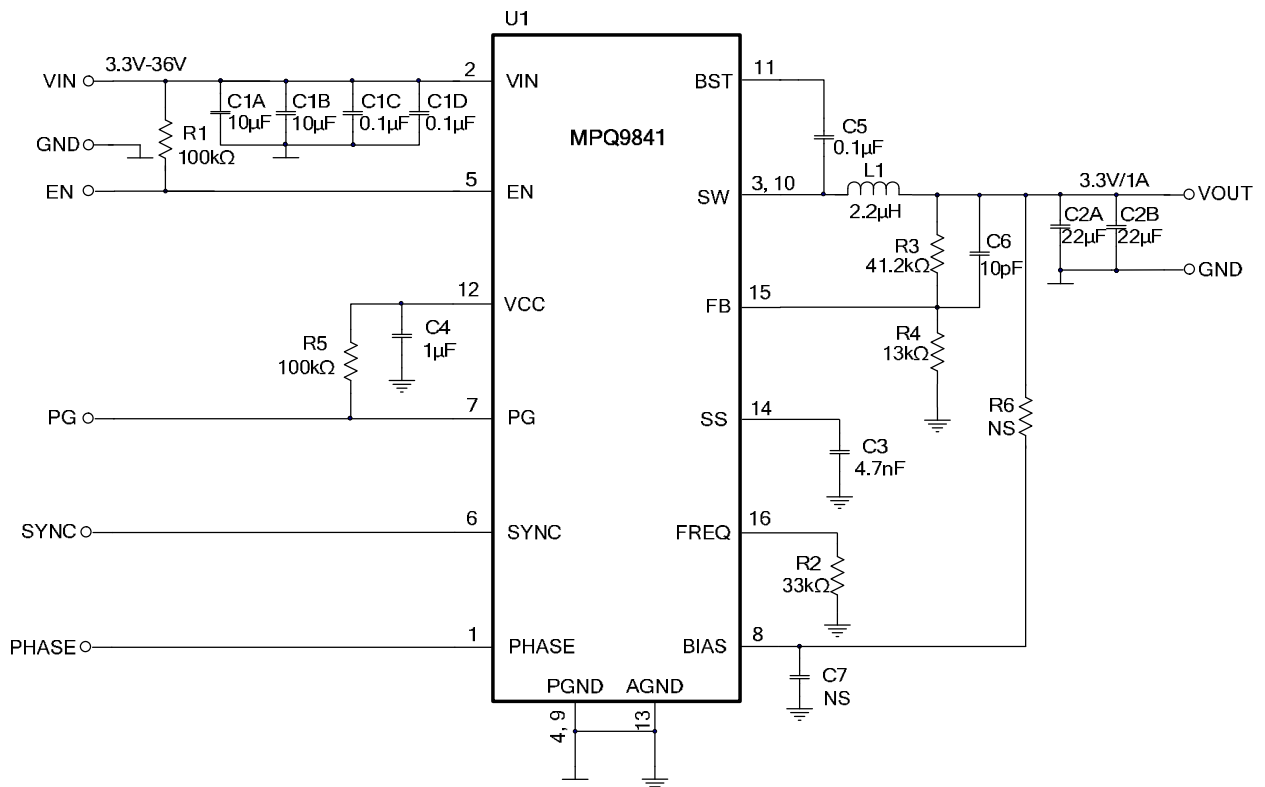 U1
MPQ9841
VIN
3.3V-36V
2
VIN
C1A
10µF
C1B
10µF
C1C
0.1µF
C1D
0.1µF
GND
R1
100kΩ
EN
5
EN
12
VCC
C4
1µF
R5
100kΩ
PG
7
PG
SYNC
6
SYNC
PHASE
1
PHASE
PGND
AGND
4, 9
13
BST
11
C5
0.1µF
SW
3, 10
L1
2.2µH
3.3V/1A
VOUT
C2A
22µF
C2B
22µF
GND
R3
41.2kΩ
C6
10pF
FB
15
R4
13kΩ
R6
NS
SS
14
C3
4.7nF
FREQ
16
R2
33kΩ
BIAS
8
C7
NS